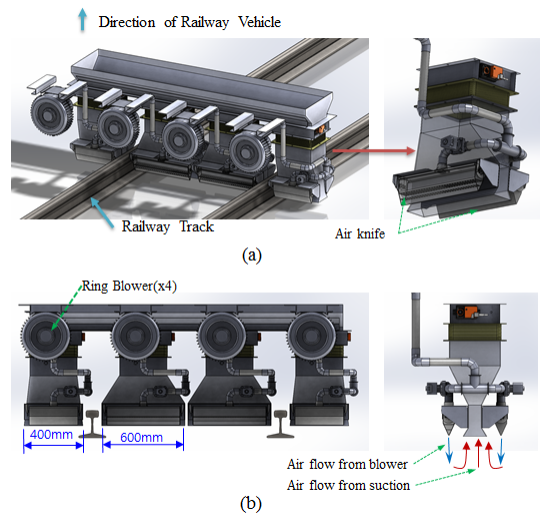 Direction of Railway Vehicle
Railway Track
Air knife
(a)
Ring Blower(x4)
400mm
600mm
Air flow from blower
Air flow from suction
(b)